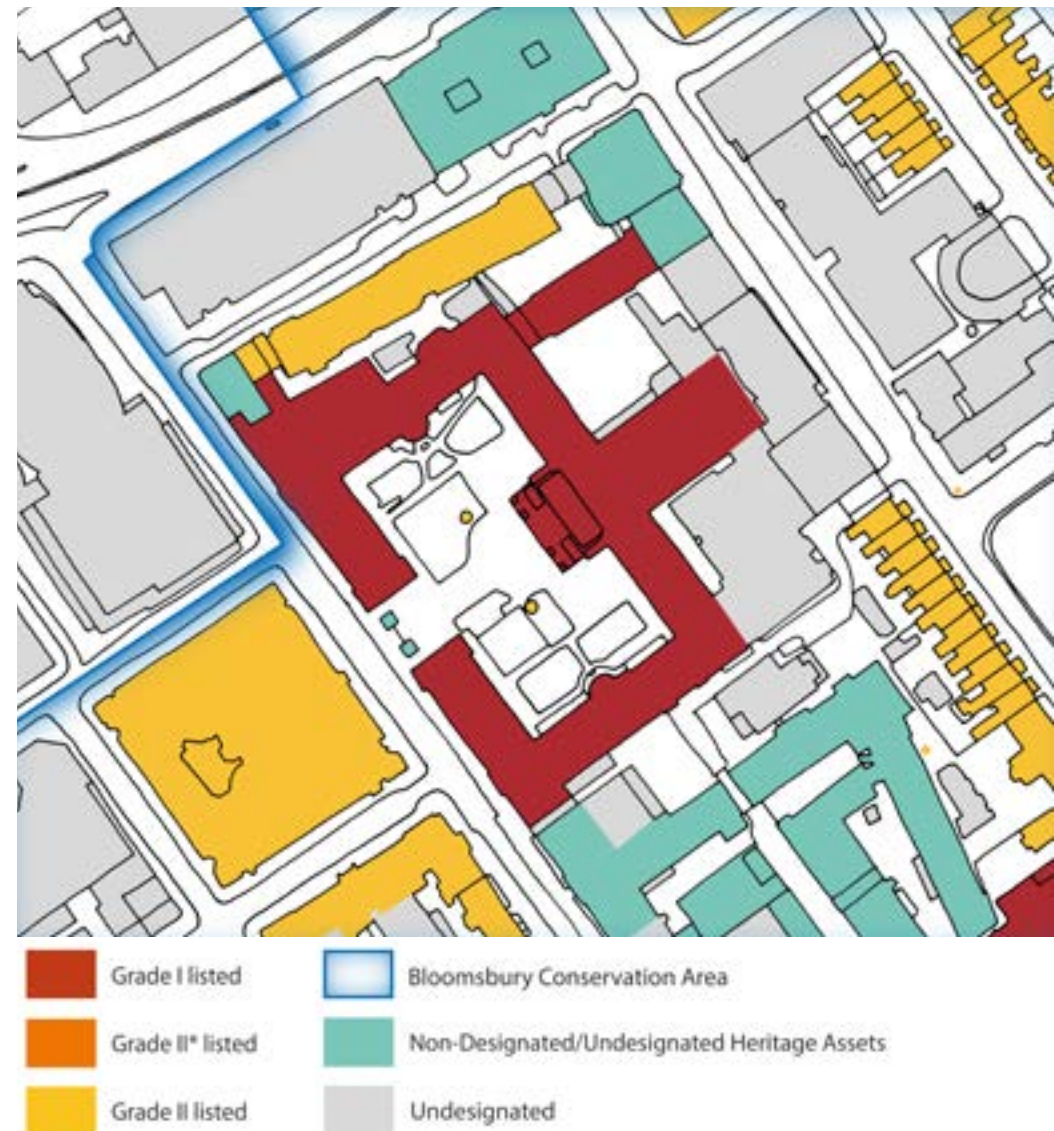 Grade I listed
Bloomsbury Conservation Area
Grade II* listed
Non-Designated/Undesignated Heritage Assets
Grade II listed
Undesignated